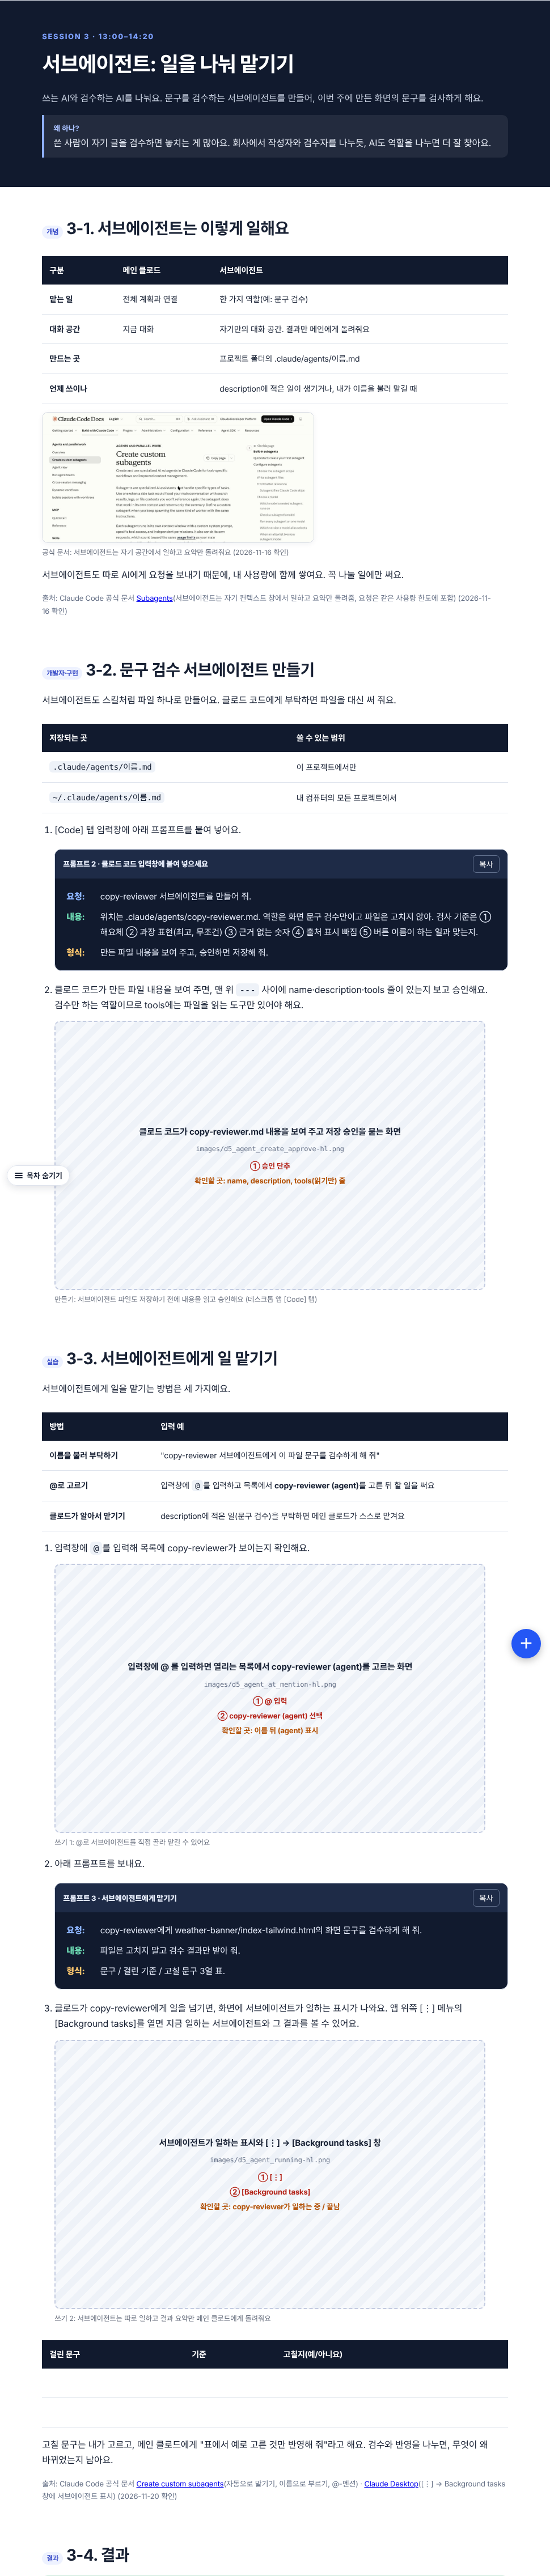 SESSION 3 · 13:00–14:20
서브에이전트: 일을 나눠 맡기기
쓰는 AI와 검수하는 AI를 나눠요. 문구를 검수하는 서브에이전트를 만들어, 이번 주에 만든 화면의 문구를 검사하게 해요.
왜 하나?
쓴 사람이 자기 글을 검수하면 놓치는 게 많아요. 회사에서 작성자와 검수자를 나누듯, AI도 역할을 나누면 더 잘 찾아요.
개념 3-1. 서브에이전트는 이렇게 일해요
구분 메인 클로드 서브에이전트
맡는 일 전체 계획과 연결 한 가지 역할(예: 문구 검수)
대화 공간 지금 대화 자기만의 대화 공간. 결과만 메인에게 돌려줘요
만드는 곳 프로젝트 폴더의 .claude/agents/이름.md
언제 쓰이나 description에 적은 일이 생기거나, 내가 이름을 불러 맡길 때
Claude Code Docs
Create custom
subagents
공식 문서: 서브에이전트는 자기 공간에서 일하고 요약만 돌려줘요 (2026-11-16 확인)
서브에이전트도 따로 AI에게 요청을 보내기 때문에, 내 사용량에 함께 쌓여요. 꼭 나눌 일에만 써요.
출처: Claude Code 공식 문서 Subagents(서브에이전트는 자기 컨텍스트 창에서 일하고 요약만 돌려줌, 요청은 같은 사용량 한도에 포함) (2026-11-
16 확인)
개발자·구현 3-2. 문구 검수 서브에이전트 만들기
서브에이전트도 스킬처럼 파일 하나로 만들어요. 클로드 코드에게 부탁하면 파일을 대신 써 줘요.
저장되는 곳 쓸 수 있는 범위
.claude/agents/이름.md 이 프로젝트에서만
~/.claude/agents/이름.md 내 컴퓨터의 모든 프로젝트에서
1. [Code] 탭 입력창에 아래 프롬프트를 붙여 넣어요.
프롬프트 2 · 클로드 코드 입력창에 붙여 넣으세요 복사
요청: copy-reviewer 서브에이전트를 만들어 줘.
내용: 위치는 .claude/agents/copy-reviewer.md. 역할은 화면 문구 검수만이고 파일은 고치지 않아. 검사 기준은 ①
해요체 ② 과장 표현(최고, 무조건) ③ 근거 없는 숫자 ④ 출처 표시 빠짐 ⑤ 버튼 이름이 하는 일과 맞는지.
형식: 만든 파일 내용을 보여 주고, 승인하면 저장해 줘.
2. 클로드 코드가 만든 파일 내용을 보여 주면, 맨 위 --- 사이에 name·description·tools 줄이 있는지 보고 승인해요.
검수만 하는 역할이므로 tools에는 파일을 읽는 도구만 있어야 해요.
클로드 코드가 copy-reviewer.md 내용을 보여 주고 저장 승인을 묻는 화면
images/d5_agent_create_approve-hl.png
① 승인 단추
확인할 곳: name, description, tools(읽기만) 줄
목차 숨기기
만들기: 서브에이전트 파일도 저장하기 전에 내용을 읽고 승인해요 (데스크톱 앱 [Code] 탭)
실습 3-3. 서브에이전트에게 일 맡기기
서브에이전트에게 일을 맡기는 방법은 세 가지예요.
방법 입력 예
이름을 불러 부탁하기 "copy-reviewer 서브에이전트에게 이 파일 문구를 검수하게 해 줘"
@로 고르기 입력창에 @ 를 입력하고 목록에서 copy-reviewer (agent)를 고른 뒤 할 일을 써요
클로드가 알아서 맡기기 description에 적은 일(문구 검수)을 부탁하면 메인 클로드가 스스로 맡겨요
1. 입력창에 @ 를 입력해 목록에 copy-reviewer가 보이는지 확인해요.
입력창에 @ 를 입력하면 열리는 목록에서 copy-reviewer (agent)를 고르는 화면
images/d5_agent_at_mention-hl.png
① @ 입력
② copy-reviewer (agent) 선택
확인할 곳: 이름 뒤 (agent) 표시
쓰기 1: @로 서브에이전트를 직접 골라 맡길 수 있어요
2. 아래 프롬프트를 보내요.
프롬프트 3 · 서브에이전트에게 맡기기 복사
요청: copy-reviewer에게 weather-banner/index-tailwind.html의 화면 문구를 검수하게 해 줘.
내용: 파일은 고치지 말고 검수 결과만 받아 줘.
형식: 문구 / 걸린 기준 / 고칠 문구 3열 표.
3. 클로드가 copy-reviewer에게 일을 넘기면, 화면에 서브에이전트가 일하는 표시가 나와요. 앱 위쪽 [⋮] 메뉴의
[Background tasks]를 열면 지금 일하는 서브에이전트와 그 결과를 볼 수 있어요.
서브에이전트가 일하는 표시와 [⋮] → [Background tasks] 창
images/d5_agent_running-hl.png
① [⋮]
② [Background tasks]
확인할 곳: copy-reviewer가 일하는 중 / 끝남
쓰기 2: 서브에이전트는 따로 일하고 결과 요약만 메인 클로드에게 돌려줘요
걸린 문구 기준 고칠지(예/아니요)
고칠 문구는 내가 고르고, 메인 클로드에게 "표에서 예로 고른 것만 반영해 줘"라고 해요. 검수와 반영을 나누면, 무엇이 왜
바뀌었는지 남아요.
출처: Claude Code 공식 문서 Create custom subagents(자동으로 맡기기, 이름으로 부르기, @-멘션) · Claude Desktop([⋮] → Background tasks
창에 서브에이전트 표시) (2026-11-20 확인)
결과 3-4. 결과